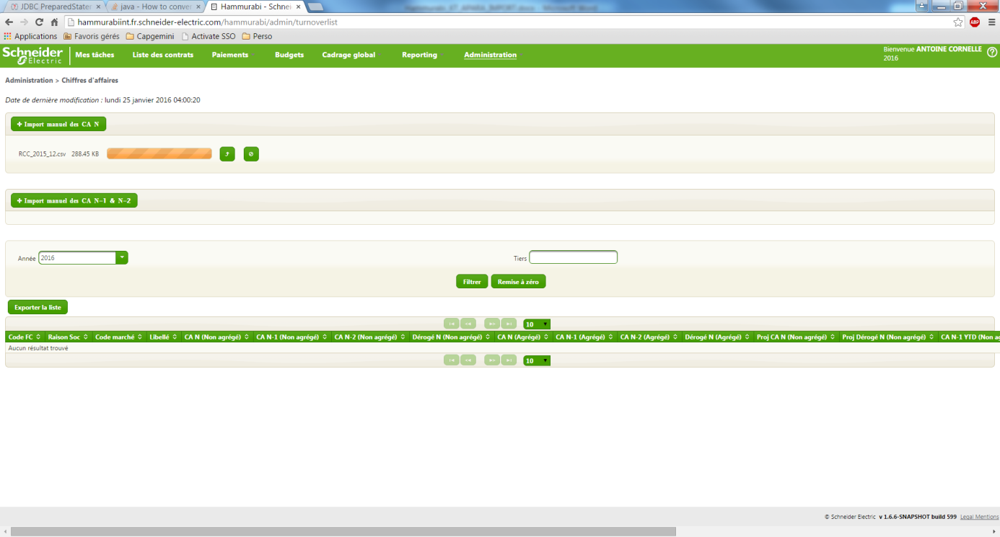 JDBC PreparedStatem
java - How to conver
Hammurabi - Schnei
Hammurabi_XT_APARA_IMPORT.docx - Microsoft Word
hammurabiint.fr.schneider-electric.com/hammurabi/admin/turnoverlist
ABP
Applications Favoris gérés Capgemini Activate SSO Perso
Schneider Electric
Mes tâches Liste des contrats Paiements Budgets Cadrage global Reporting Administration
Bienvenue ANTOINE CORNELLE
2016
Administration > Chiffres d'affaires
Date de dernière modification : lundi 25 janvier 2016 04:00:20
+ Import manuel des CA N
RCC_2015_12.csv 288.45 KB
+ Import manuel des CA N-1 & N-2
Année 2016 Tiers
Filtrer Remise à zéro
Exporter la liste
10
Code FC Raison Soc Code marché Libellé CA N (Non agrégé) CA N-1 (Non agrégé) CA N-2 (Non agrégé) Dérogé N (Non agrégé) CA N (Agrégé) CA N-1 (Agrégé) CA N-2 (Agrégé) Dérogé N (Agrégé) Proj CA N (Non agrégé) Proj Dérogé N (Non agrégé) CA N-1 YTD (Non ag
Aucun résultat trouvé
10
© Schneider Electric v 1.6.6-SNAPSHOT build 599 Legal Mentions